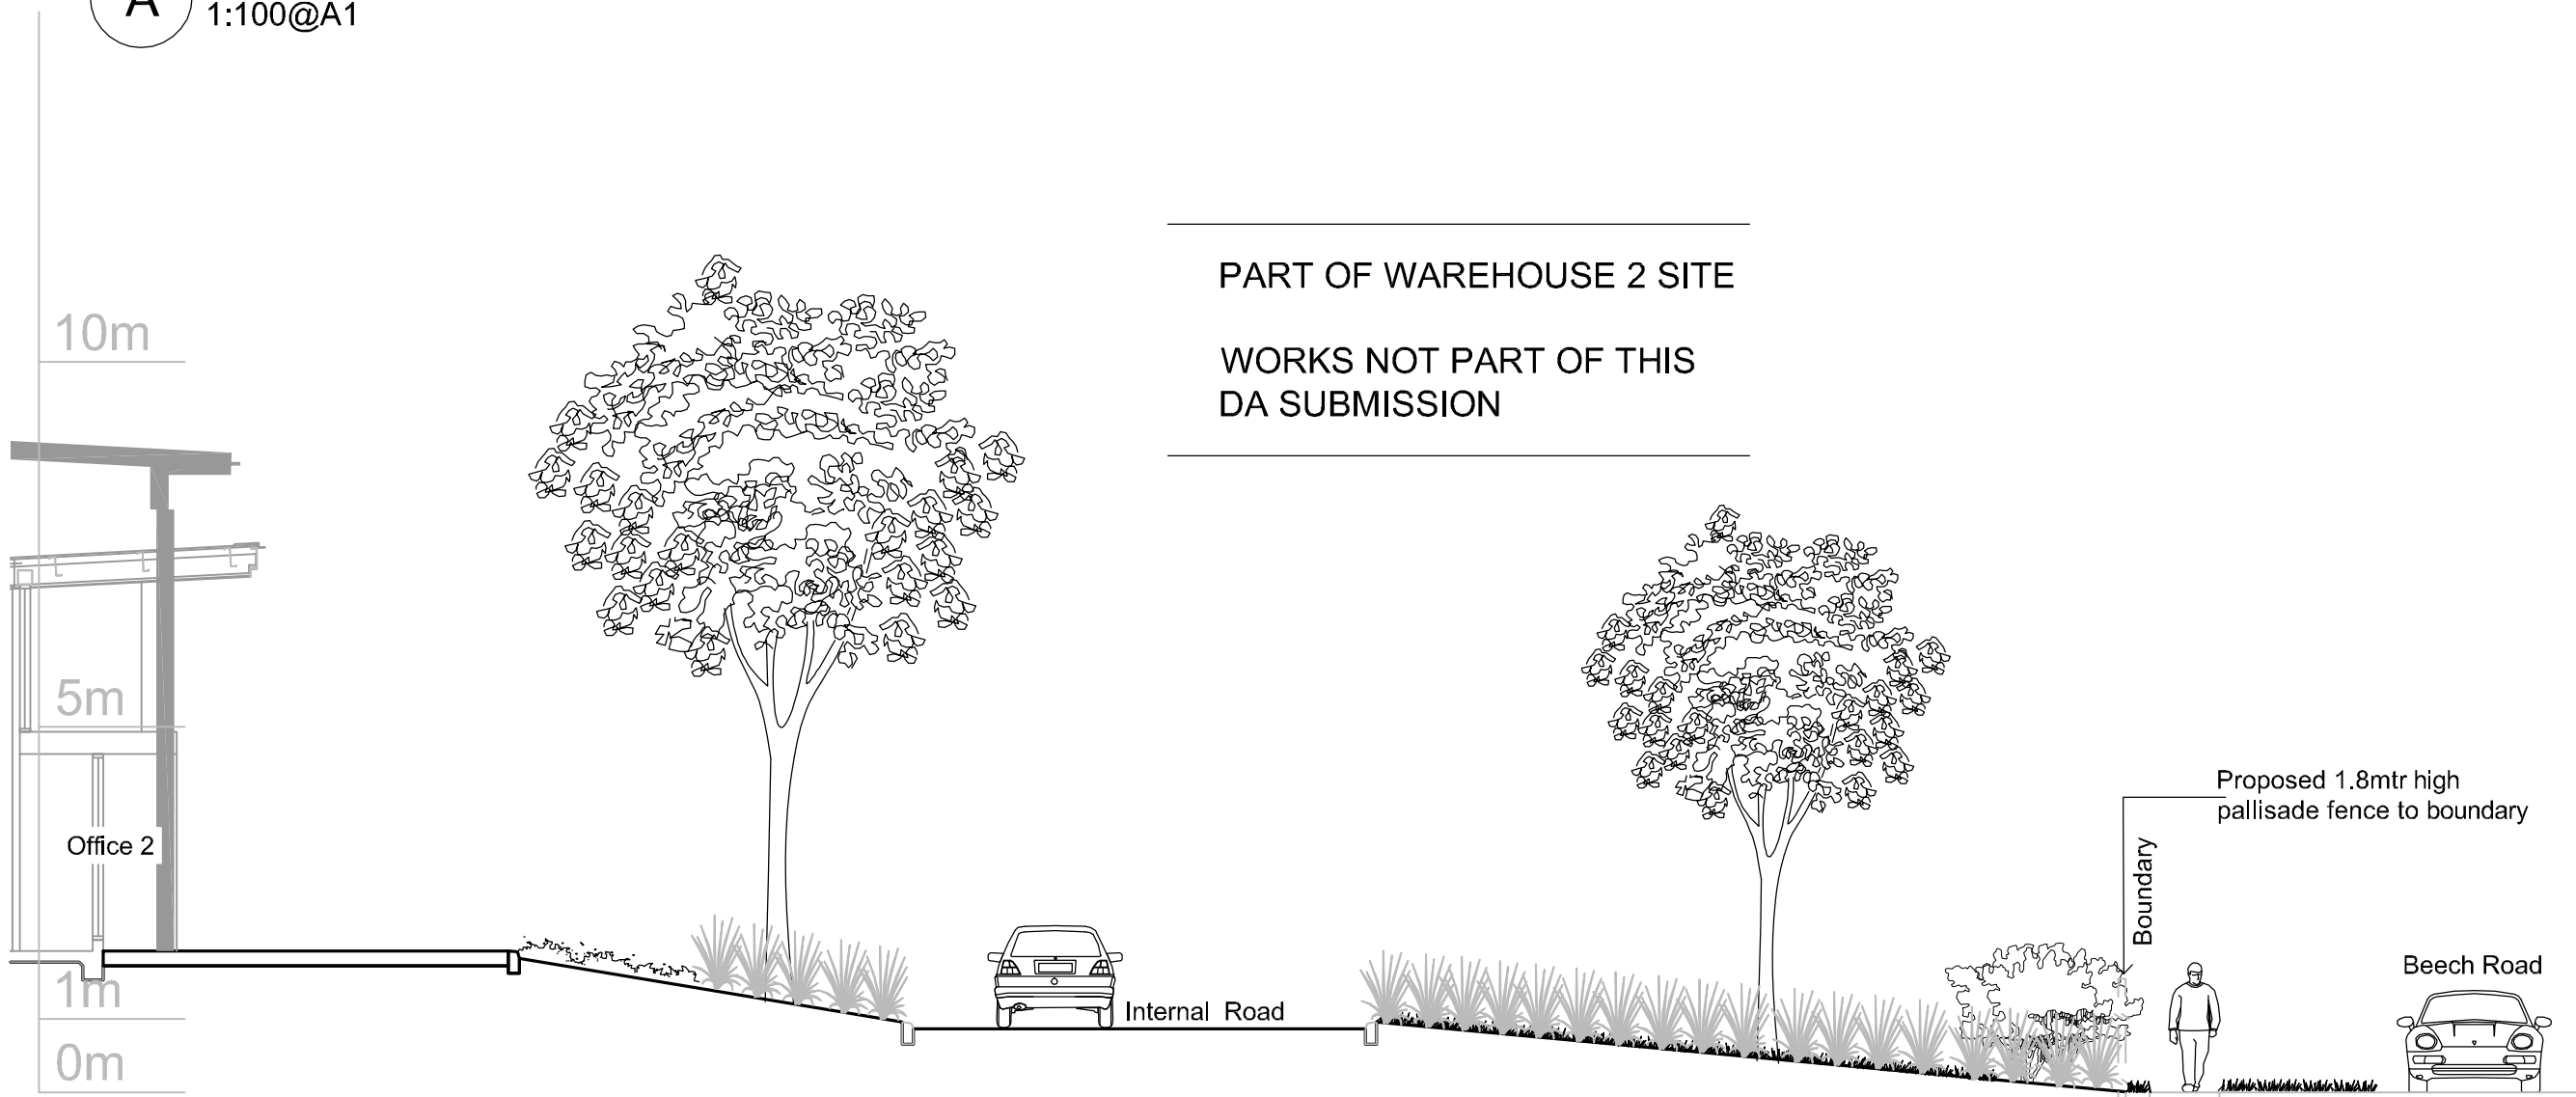 A
1:100@A1
PART OF WAREHOUSE 2 SITE
WORKS NOT PART OF THIS
DA SUBMISSION
10m
5m
Proposed 1.8mtr high
pallisade fence to boundary
Office 2
Boundary
Beech Road
1m
Internal Road
0m